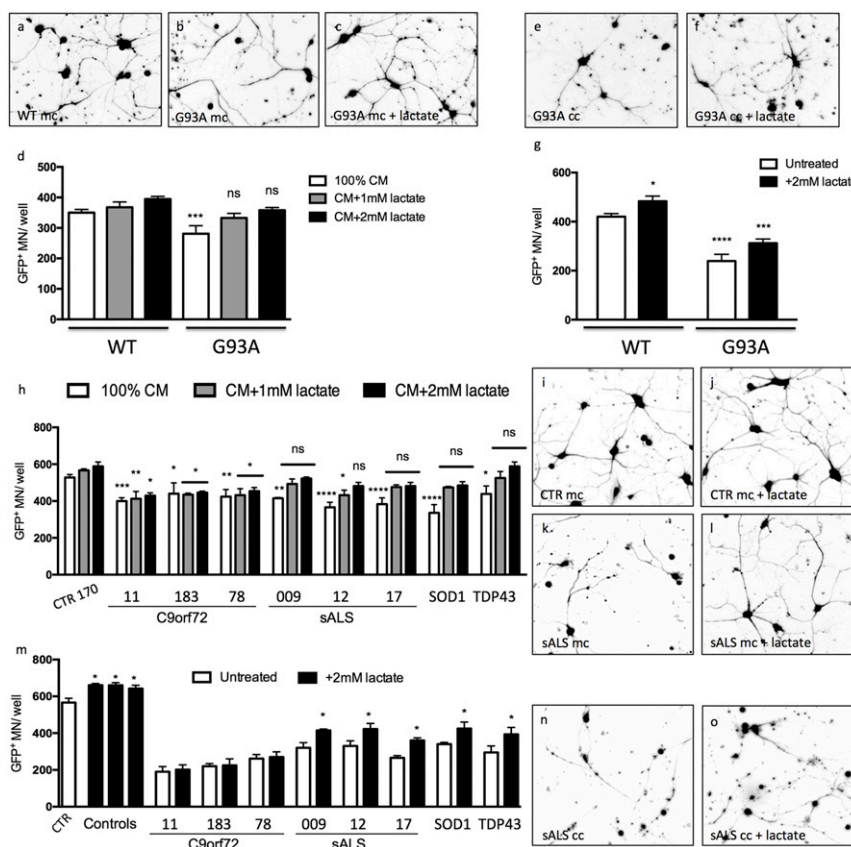 a
WT mc
b
G93A mc
c
G93A mc + lactate
e
G93A cc
f
G93A cc + lactate
d
GFP+ MN/ well
500
400
300
200
100
0
100% CM
CM+1mM lactate
CM+2mM lactate
*** ns ns
WT G93A
g
GFP+ MN/ well
600
400
200
0
Untreated
+2mM lactate
* **** ***
WT G93A
h
100% CM CM+1mM lactate CM+2mM lactate
GFP+ MN/ well
800
600
400
200
0
*** ** * * * ** * ** ns **** * ns **** ns **** ns * ns
CTR 170 11 183 78 009 12 17 SOD1 TDP43
C9orf72 sALS
i
CTR mc
j
CTR mc + lactate
k
sALS mc
l
sALS mc + lactate
m
Untreated +2mM lactate
GFP+ MN/ well
800
600
400
200
0
* * * * * * * *
CTR Controls 11 183 78 009 12 17 SOD1 TDP43
C9orf72 sALS
n
sALS cc
o
sALS cc + lactate